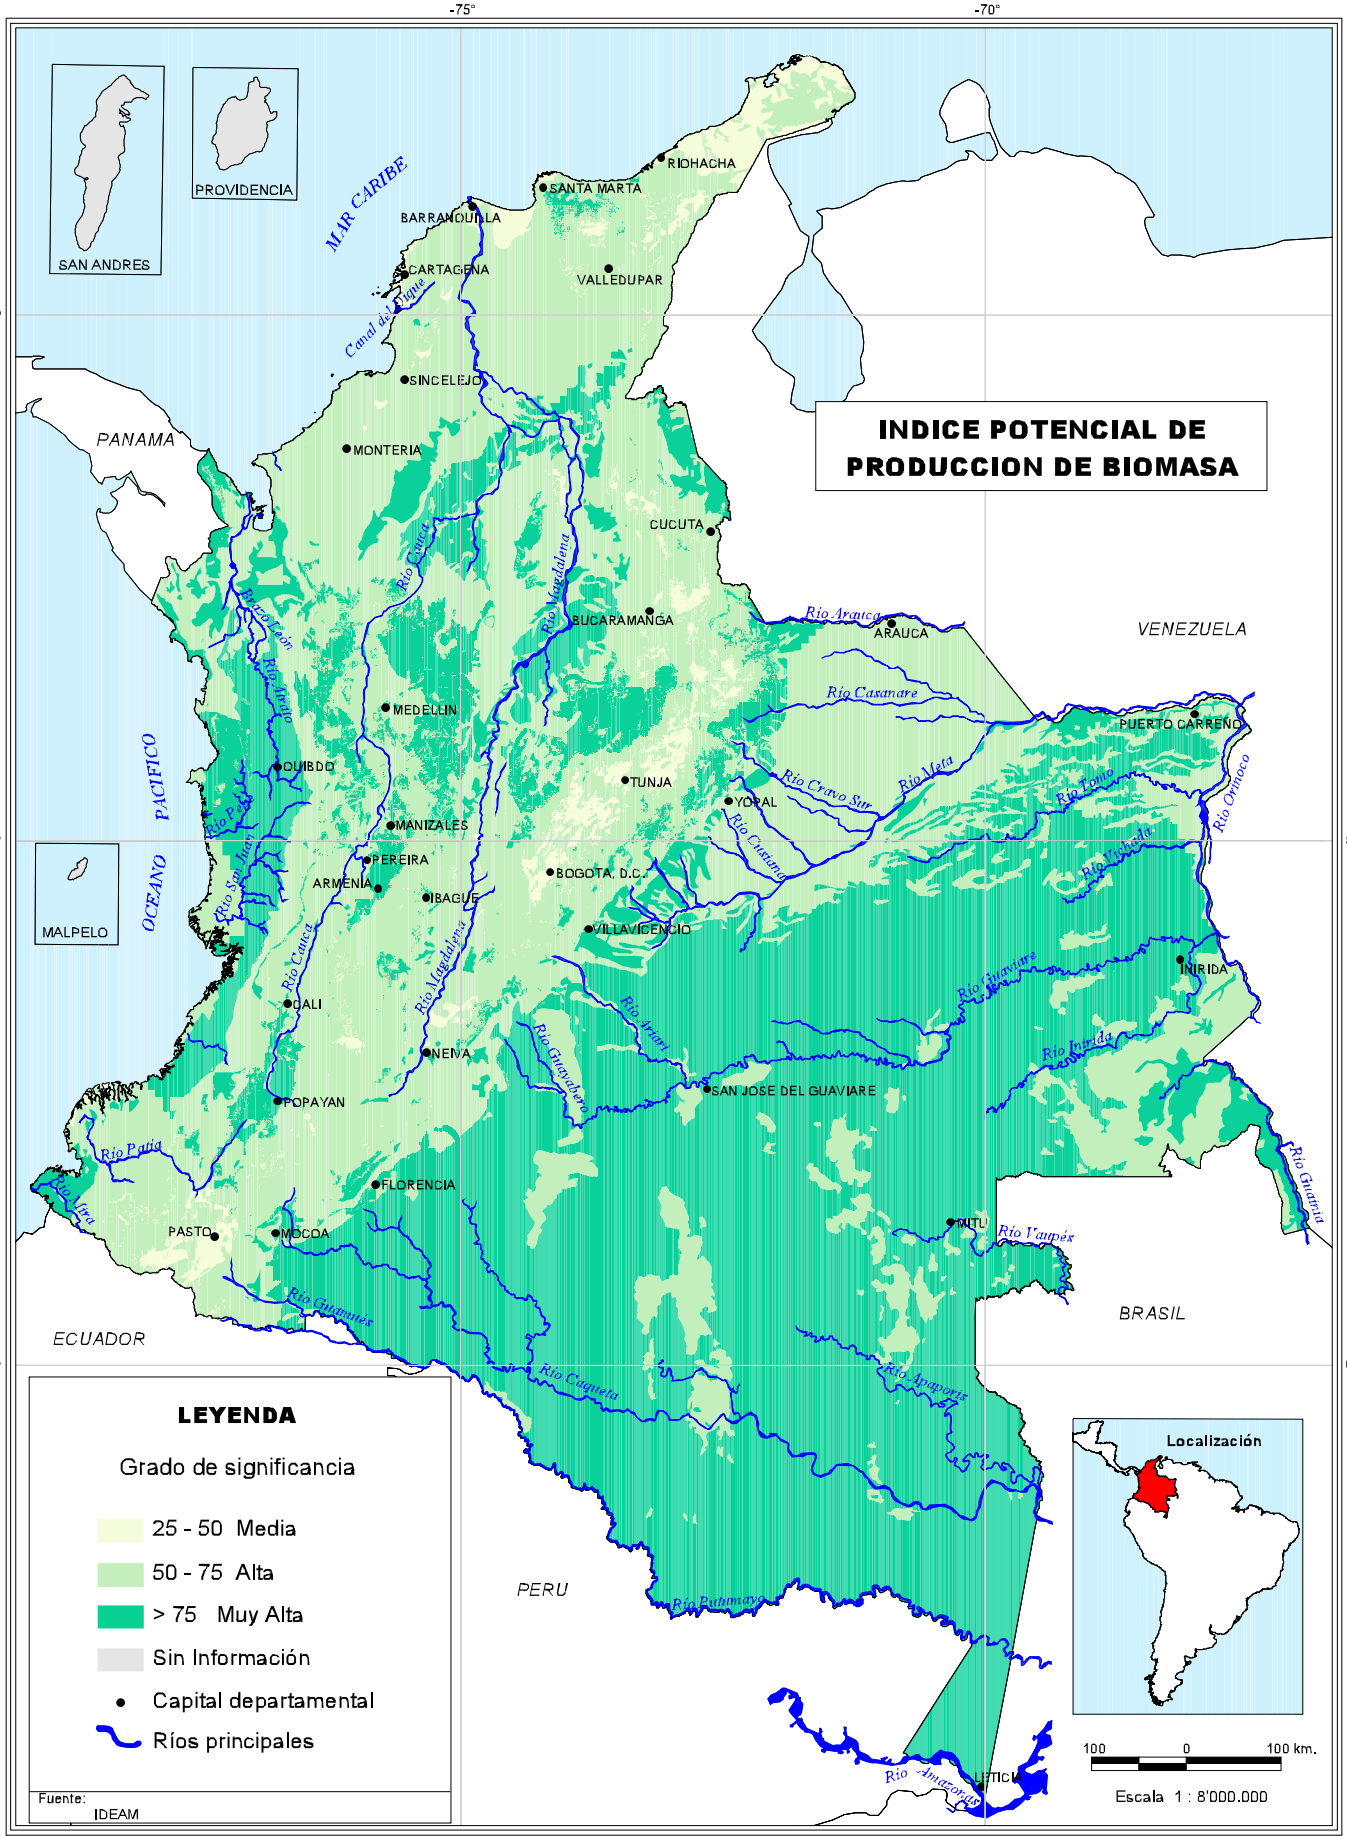 -75°
-70°
SAN ANDRES
PROVIDENCIA
MAR CARIBE
RIOHACHA
SANTA MARTA
BARRANQUILLA
CARTAGENA
VALLEDUPAR
Canal del Dique
SINCELEJO
INDICE POTENCIAL DE
PRODUCCION DE BIOMASA
PANAMA
MONTERIA
CUCUTA
Río Cauca
Río Magdalena
BUCARAMANGA
Río Arauca
ARAUCA
VENEZUELA
Brazo León
Río Atrato
Río Casanare
MEDELLIN
PUERTO CARREÑO
OCEANO PACIFICO
QUIBDO
TUNJA
Río Cravo Sur
Río Meta
Río Tomo
Río Orinoco
YOPAL
Río Cusiana
MANIZALES
Río Vichada
PEREIRA
ARMENIA
IBAGUE
BOGOTA, D.C.
Río San Juan
MALPELO
VILLAVICENCIO
Río Cauca
Río Magdalena
Río Guaviare
INIRIDA
CALI
Río Ariari
Río Guayabero
Río Inirida
NEIVA
SAN JOSE DEL GUAVIARE
POPAYAN
Río Patia
Río Mira
FLORENCIA
Río Guainia
PASTO
MOCOA
MITU
Río Vaupés
Río Guamués
BRASIL
ECUADOR
Río Caqueta
Río Apaporis
LEYENDA
Grado de significancia
25 - 50 Media
50 - 75 Alta
> 75 Muy Alta
Sin Información
Capital departamental
Ríos principales
Fuente:
IDEAM
PERU
Río Putumayo
Localización
100 0 100 km.
Escala 1 : 8'000.000
LETICIA
Río Amazonas